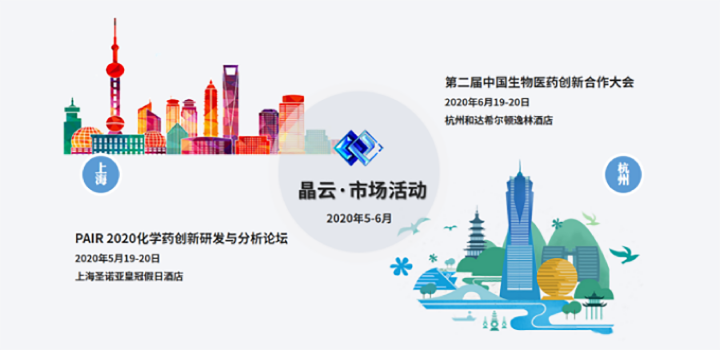 上海
PAIR 2020化学药创新研发与分析论坛
2020年5月19-20日
上海圣诺亚皇冠假日酒店
晶云·市场活动
2020年5-6月
第二届中国生物医药创新合作大会
2020年6月19-20日
杭州和达希尔顿逸林酒店
杭州